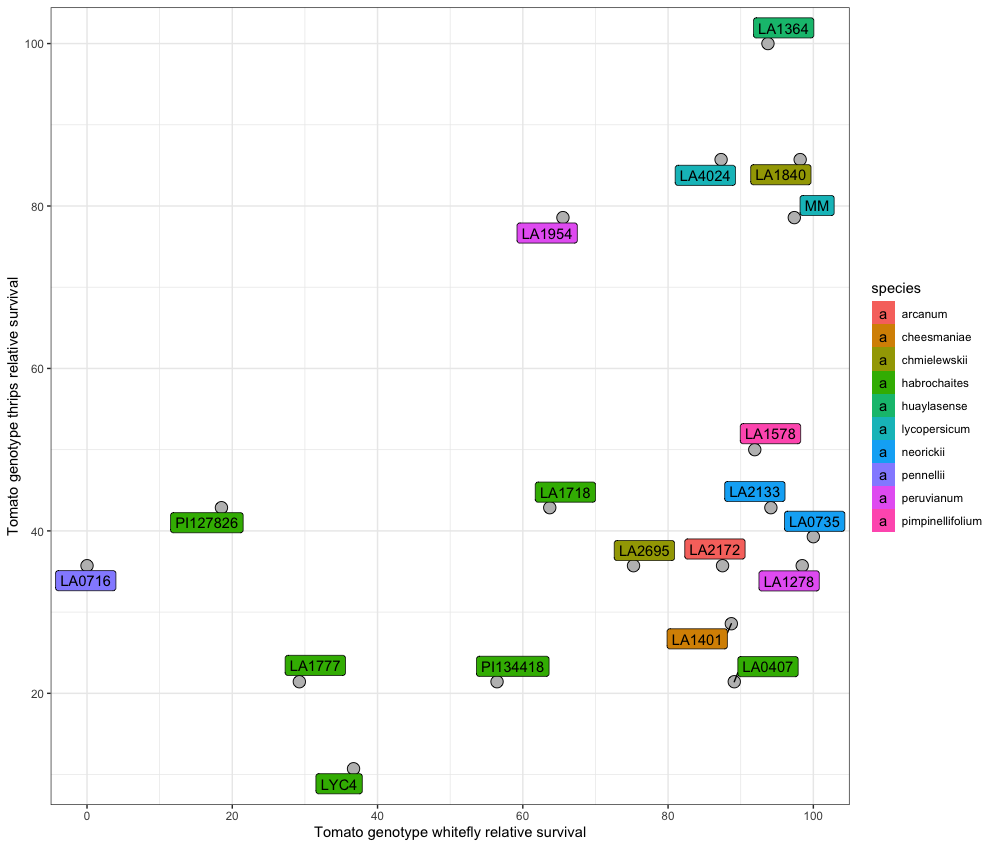 LA1364
100
LA4024
LA1840
80
MM
LA1954
species
a arcanum
a cheesmaniae
a chmielewskii
a habrochaites
a huaylasense
a lycopersicum
a neorickii
a pennellii
a peruvianum
a pimpinellifolium
Tomato genotype thrips relative survival
60
LA1578
LA1718
LA2133
PI127826
LA0735
40
LA2695
LA2172
LA0716
LA1278
LA1401
LA1777
PI134418
LA0407
20
LYC4
0
20
40
60
80
100
Tomato genotype whitefly relative survival